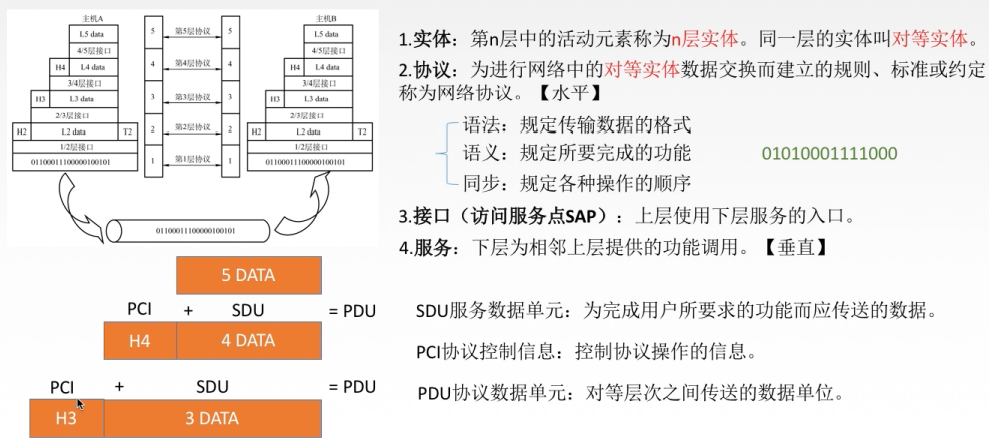 主机A
主机B
L5 data
5
第5层协议
5
L5 data
4/5层接口
4/5层接口
H4
L4 data
4
第4层协议
4
H4
L4 data
3/4层接口
3/4层接口
H3
L3 data
3
第3层协议
3
H3
L3 data
2/3层接口
2/3层接口
H2
L2 data
T2
2
第2层协议
2
H2
L2 data
T2
1/2层接口
1/2层接口
01100011100000100101
1
第1层协议
1
01100011100000100101
01100011100000100101
5 DATA
PCI + SDU = PDU
H4
4 DATA
PCI + SDU = PDU
H3
3 DATA
1.实体：第n层中的活动元素称为n层实体。同一层的实体叫对等实体。
2.协议：为进行网络中的对等实体数据交换而建立的规则、标准或约定
称为网络协议。【水平】
语法：规定传输数据的格式
语义：规定所要完成的功能
01010001111000
同步：规定各种操作的顺序
3.接口（访问服务点SAP）：上层使用下层服务的入口。
4.服务：下层为相邻上层提供的功能调用。【垂直】
SDU服务数据单元：为完成用户所要求的功能而应传送的数据。
PCI协议控制信息：控制协议操作的信息。
PDU协议数据单元：对等层次之间传送的数据单位。